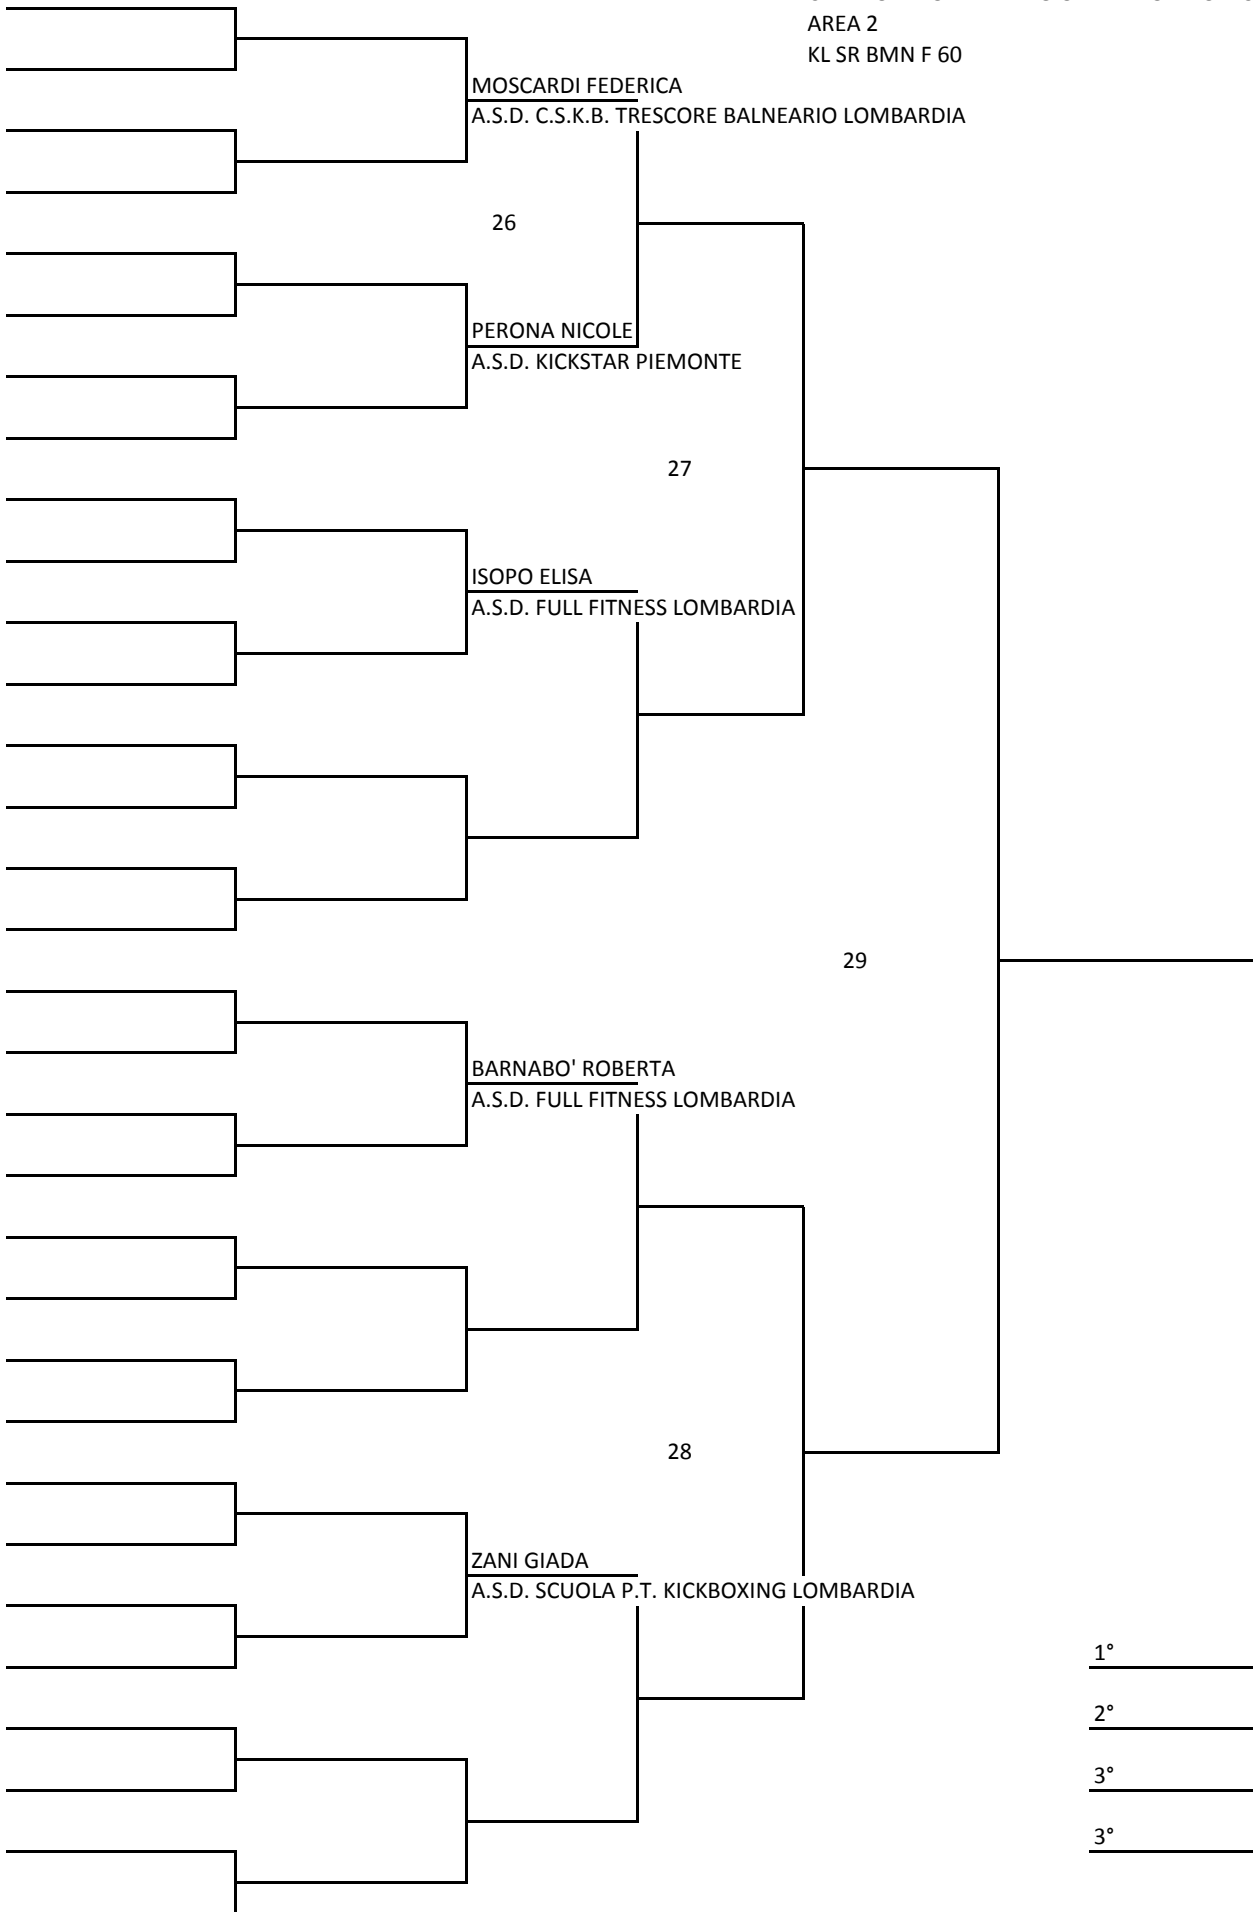 AREA 2
KL SR BMN F 60
MOSCARDI FEDERICA
A.S.D. C.S.K.B. TRESCORE BALNEARIO LOMBARDIA
26
PERONA NICOLE
A.S.D. KICKSTAR PIEMONTE
27
ISOPO ELISA
A.S.D. FULL FITNESS LOMBARDIA
29
BARNABO' ROBERTA
A.S.D. FULL FITNESS LOMBARDIA
28
ZANI GIADA
A.S.D. SCUOLA P.T. KICKBOXING LOMBARDIA
1°
2°
3°
3°